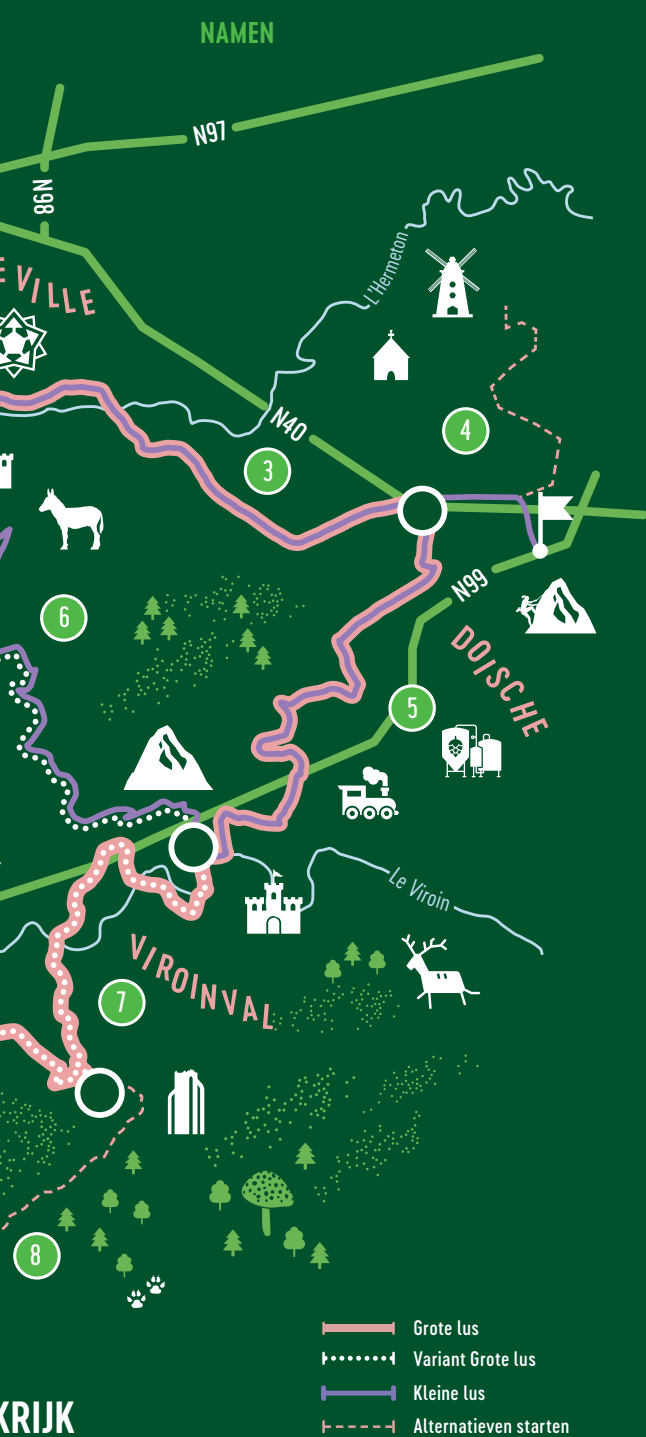 NAMEN
N97
N98
L'Hermeton
EVILLE
N40
4
3
N99
6
DOISCHE
5
Le Viroin
VIROINVAL
7
8
Grote lus
Variant Grote lus
Kleine lus
KRIJK
Alternatieven starten